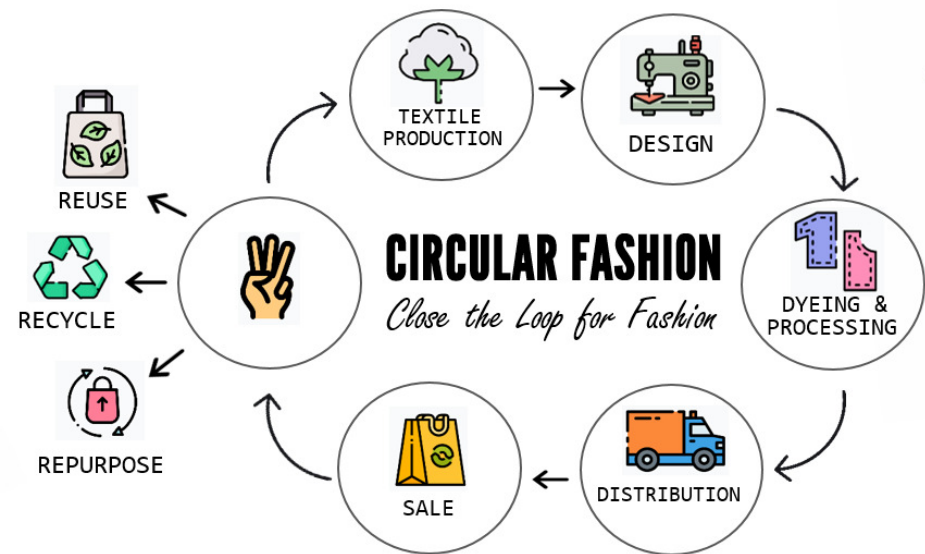 TEXTILE
PRODUCTION
DESIGN
REUSE
CIRCULAR FASHION
Close the Loop for Fashion
RECYCLE
DYEING &
PROCESSING
REPURPOSE
SALE
DISTRIBUTION